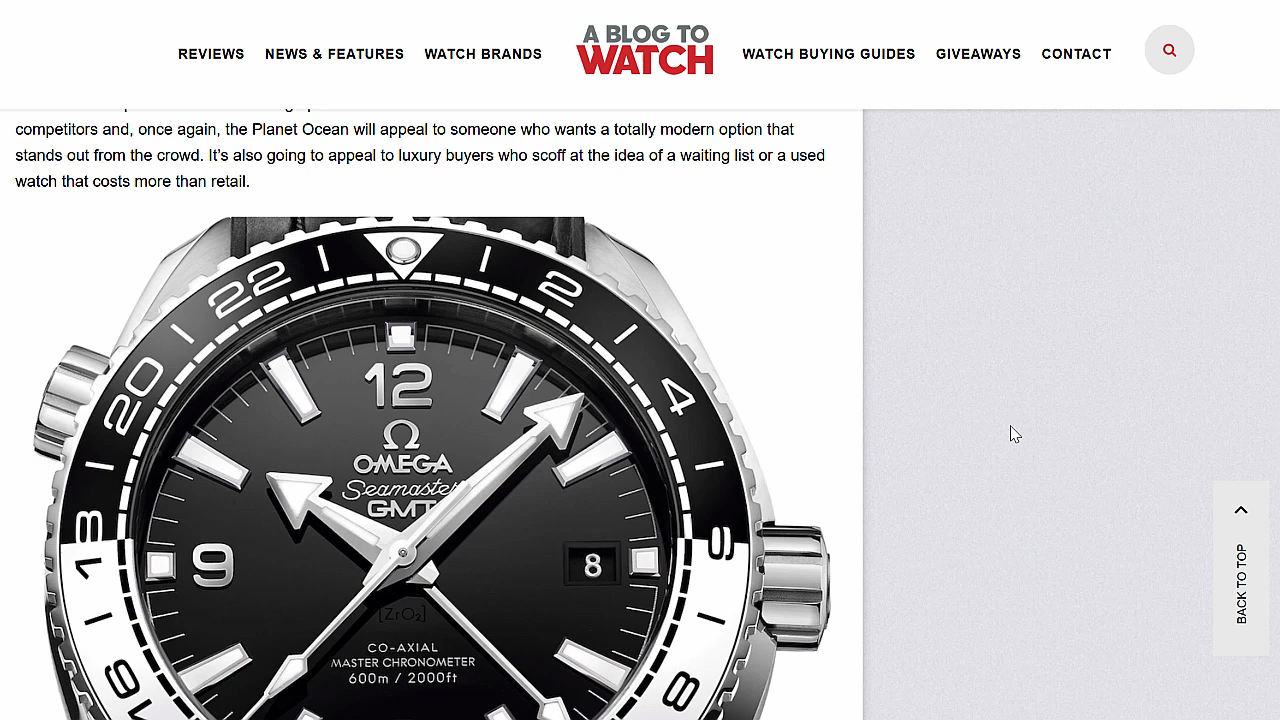 REVIEWS NEWS & FEATURES WATCH BRANDS A BLOG TO WATCH WATCH BUYING GUIDES GIVEAWAYS CONTACT
competitors and, once again, the Planet Ocean will appeal to someone who wants a totally modern option that
stands out from the crowd. It’s also going to appeal to luxury buyers who scoff at the idea of a waiting list or a used
watch that costs more than retail.
22 2
20 4
12
Ω
OMEGA
Seamaster
GMT
18
9 8
[ZrO₂]
CO-AXIAL
MASTER CHRONOMETER
600m / 2000ft
16 8
BACK TO TOP